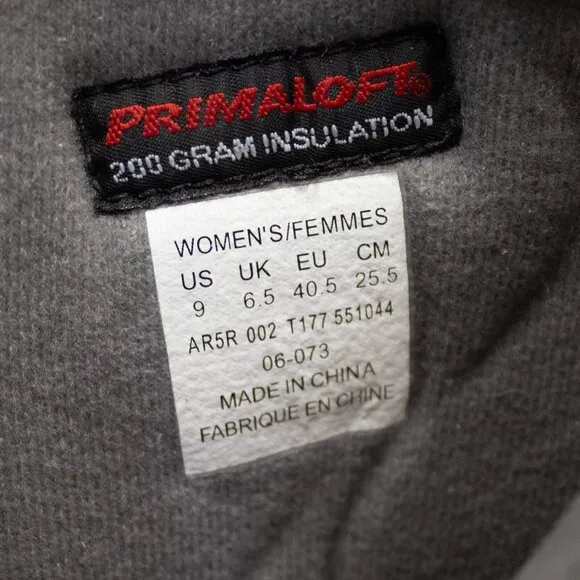 PRIMALOFT®
200 GRAM INSULATION
WOMEN'S/FEMMES
US UK EU CM
9 6.5 40.5 25.5
AR5R 002 T177 551044
06-073
MADE IN CHINA
FABRIQUE EN CHINE